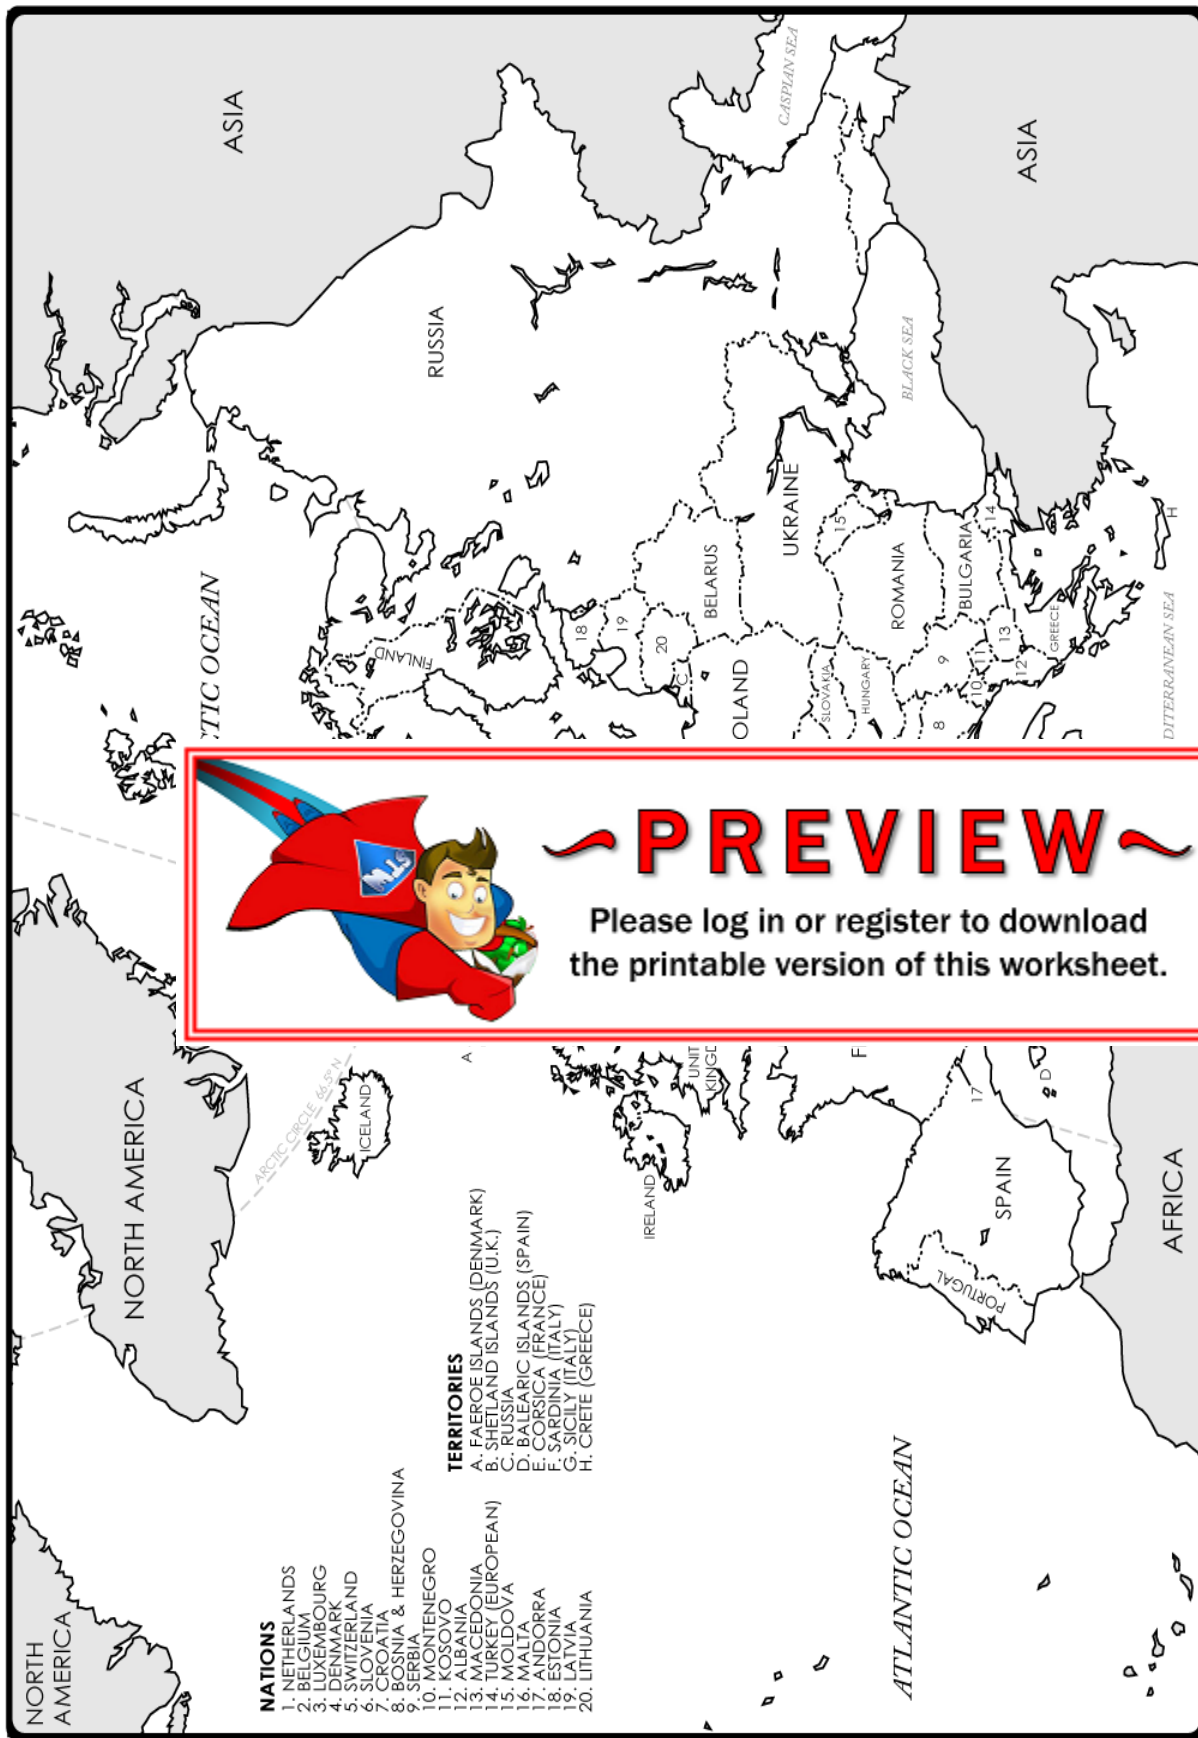 NORTH
AMERICA
NORTH AMERICA
ARCTIC CIRCLE 66.5° N
ICELAND
CTIC OCEAN
ASIA
RUSSIA
FINLAND
A
NATIONS
1. NETHERLANDS
2. BELGIUM
3. LUXEMBOURG
4. DENMARK
5. SWITZERLAND
6. SLOVENIA
7. CROATIA
8. BOSNIA & HERZEGOVINA
9. SERBIA
10. MONTENEGRO
11. KOSOVO
12. ALBANIA
13. MACEDONIA
14. TURKEY (EUROPEAN)
15. MOLDOVA
16. MALTA
17. ANDORRA
18. ESTONIA
19. LATVIA
20. LITHUANIA
TERRITORIES
A. FAEROE ISLANDS (DENMARK)
B. SHETLAND ISLANDS (U.K.)
C. RUSSIA
D. BALEARIC ISLANDS (SPAIN)
E. CORSICA (FRANCE)
F. SARDINIA (ITALY)
G. SICILY (ITALY)
H. CRETE (GREECE)
IRELAND
UNIT
KINGD
18
19
20
C
BELARUS
OLAND
UKRAINE
SLOVAKIA
HUNGARY
15
ROMANIA
CASPIAN SEA
BLACK SEA
ASIA
F
17
D
SPAIN
PORTUGAL
8
9
10
11
12
13
14
BULGARIA
GREECE
H
DITERRANEAN SEA
ATLANTIC OCEAN
AFRICA
STW
~PREVIEW~
Please log in or register to download
the printable version of this worksheet.